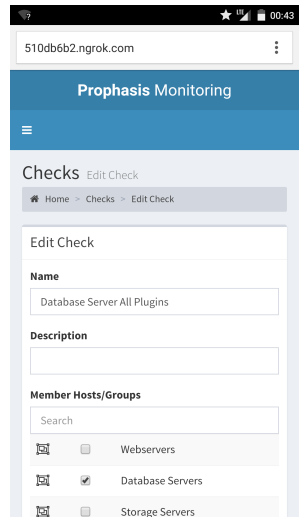 LTE 00:43
510db6b2.ngrok.com
Prophasis Monitoring
Checks Edit Check
Home > Checks > Edit Check
Edit Check
Name
Database Server All Plugins
Description
Member Hosts/Groups
Search
Webservers
Database Servers
Storage Servers